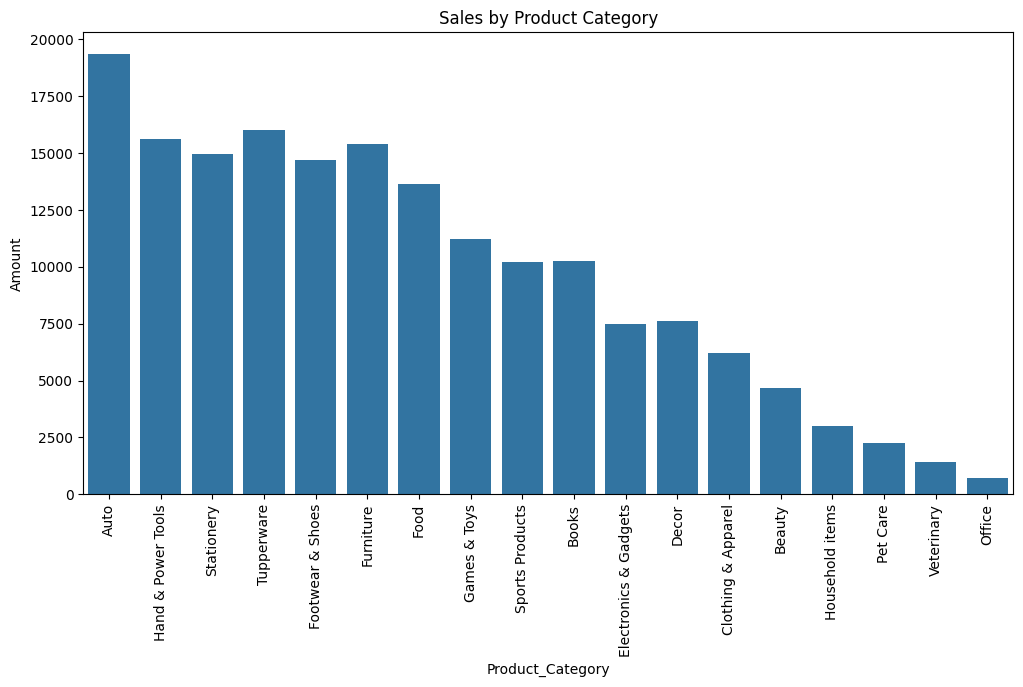 Sales by Product Category
Amount
20000
17500
15000
12500
10000
7500
5000
2500
0
Auto
Hand & Power Tools
Stationery
Tupperware
Footwear & Shoes
Furniture
Food
Games & Toys
Sports Products
Books
Electronics & Gadgets
Decor
Clothing & Apparel
Beauty
Household items
Pet Care
Veterinary
Office
Product_Category